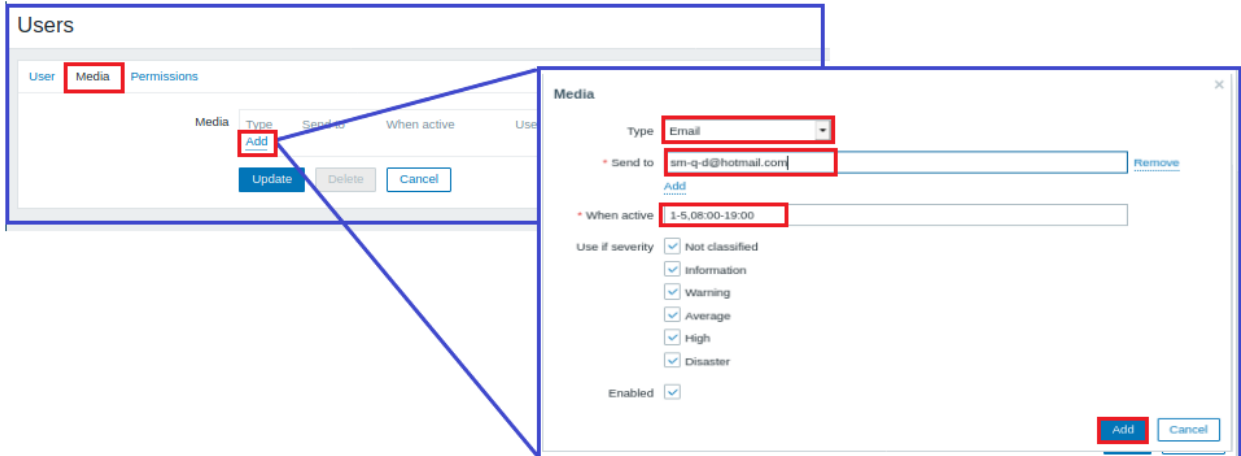 Users
User Media Permissions
Media Type Send to When active Use
Add
Update Delete Cancel
Media
Type Email
* Send to sm-q-d@hotmail.com Remove
Add
* When active 1-5,08:00-19:00
Use if severity Not classified
Information
Warning
Average
High
Disaster
Enabled
Add Cancel